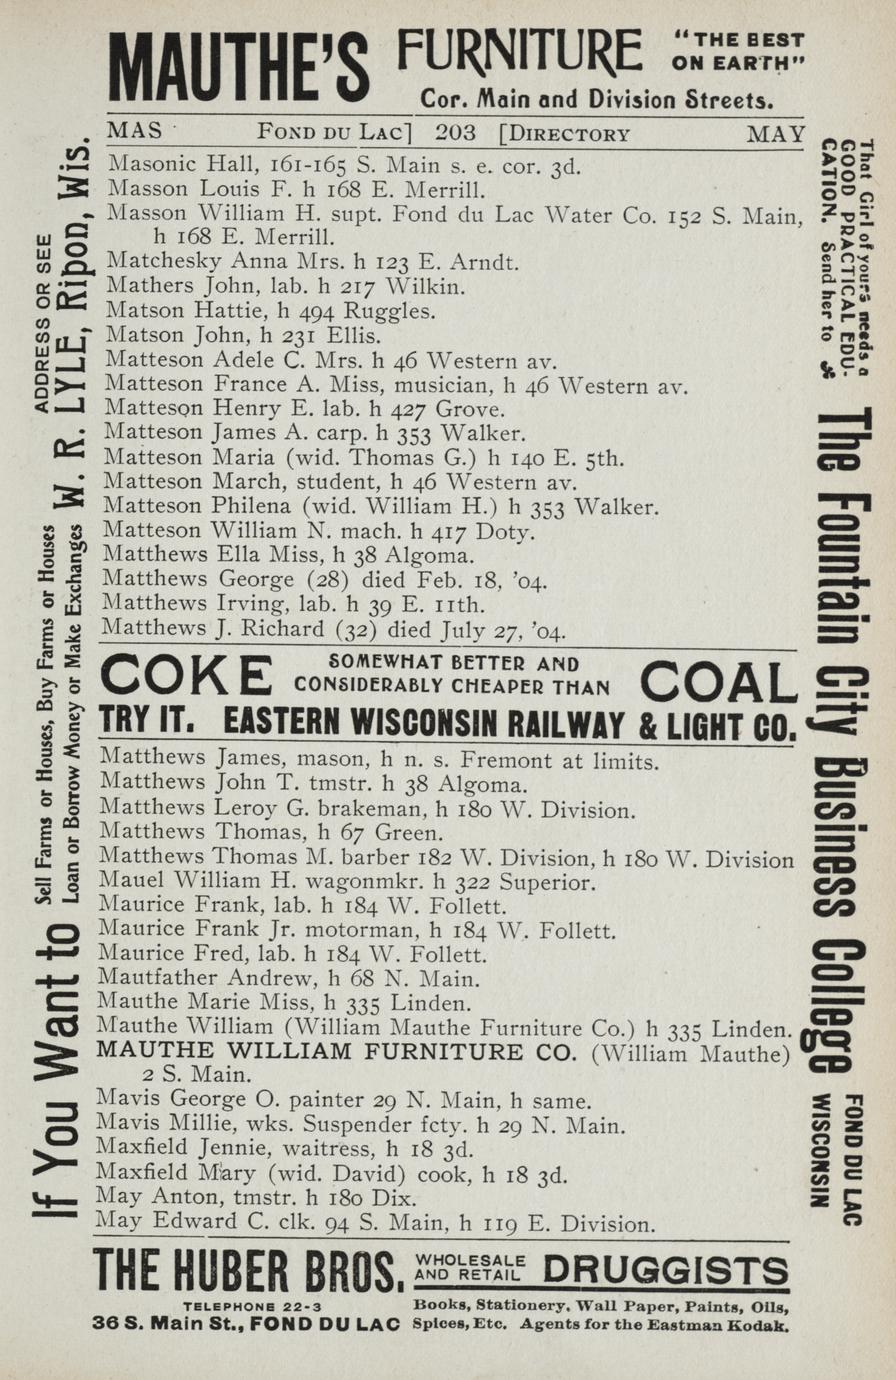 MAUTHE'S FURNITURE "THE BEST
ON EARTH"
Cor. Main and Division Streets.
MAS FOND DU LAC] 203 [DIRECTORY MAY
Masonic Hall, 161-165 S. Main s. e. cor. 3d.
Masson Louis F. h 168 E. Merrill.
Masson William H. supt. Fond du Lac Water Co. 152 S. Main,
h 168 E. Merrill.
Matchesky Anna Mrs. h 123 E. Arndt.
Mathers John, lab. h 217 Wilkin.
Matson Hattie, h 494 Ruggles.
Matson John, h 231 Ellis.
Matteson Adele C. Mrs. h 46 Western av.
Matteson France A. Miss, musician, h 46 Western av.
Matteson Henry E. lab. h 427 Grove.
Matteson James A. carp. h 353 Walker.
Matteson Maria (wid. Thomas G.) h 140 E. 5th.
Matteson March, student, h 46 Western av.
Matteson Philena (wid. William H.) h 353 Walker.
Matteson William N. mach. h 417 Doty.
Matthews Ella Miss, h 38 Algoma.
Matthews George (28) died Feb. 18, '04.
Matthews Irving, lab. h 39 E. 11th.
Matthews J. Richard (32) died July 27, '04.
COKE SOMEWHAT BETTER AND
CONSIDERABLY CHEAPER THAN COAL
TRY IT. EASTERN WISCONSIN RAILWAY & LIGHT CO.
Matthews James, mason, h n. s. Fremont at limits.
Matthews John T. tmstr. h 38 Algoma.
Matthews Leroy G. brakeman, h 180 W. Division.
Matthews Thomas, h 67 Green.
Matthews Thomas M. barber 182 W. Division, h 180 W. Division
Mauel William H. wagonmkr. h 322 Superior.
Maurice Frank, lab. h 184 W. Follett.
Maurice Frank Jr. motorman, h 184 W. Follett.
Maurice Fred, lab. h 184 W. Follett.
Mautfather Andrew, h 68 N. Main.
Mauthe Marie Miss, h 335 Linden.
Mauthe William (William Mauthe Furniture Co.) h 335 Linden.
MAUTHE WILLIAM FURNITURE CO. (William Mauthe)
2 S. Main.
Mavis George O. painter 29 N. Main, h same.
Mavis Millie, wks. Suspender fcty. h 29 N. Main.
Maxfield Jennie, waitress, h 18 3d.
Maxfield Mary (wid. David) cook, h 18 3d.
May Anton, tmstr. h 180 Dix.
May Edward C. clk. 94 S. Main, h 119 E. Division.
THE HUBER BROS. WHOLESALE
AND RETAIL DRUGGISTS
TELEPHONE 22-3
36 S. Main St., FOND DU LAC
Books, Stationery, Wall Paper, Paints, Oils,
Spices, Etc. Agents for the Eastman Kodak.
If You Want to
Sell Farms or Houses, Buy Farms or Houses
Loan or Borrow Money or Make Exchanges
ADDRESS OR SEE
W. R. LYLE, Ripon, Wis.
That Girl of yours needs a
GOOD PRACTICAL EDU-
CATION. Send her to
The Fountain City Business College
FOND DU LAC
WISCONSIN